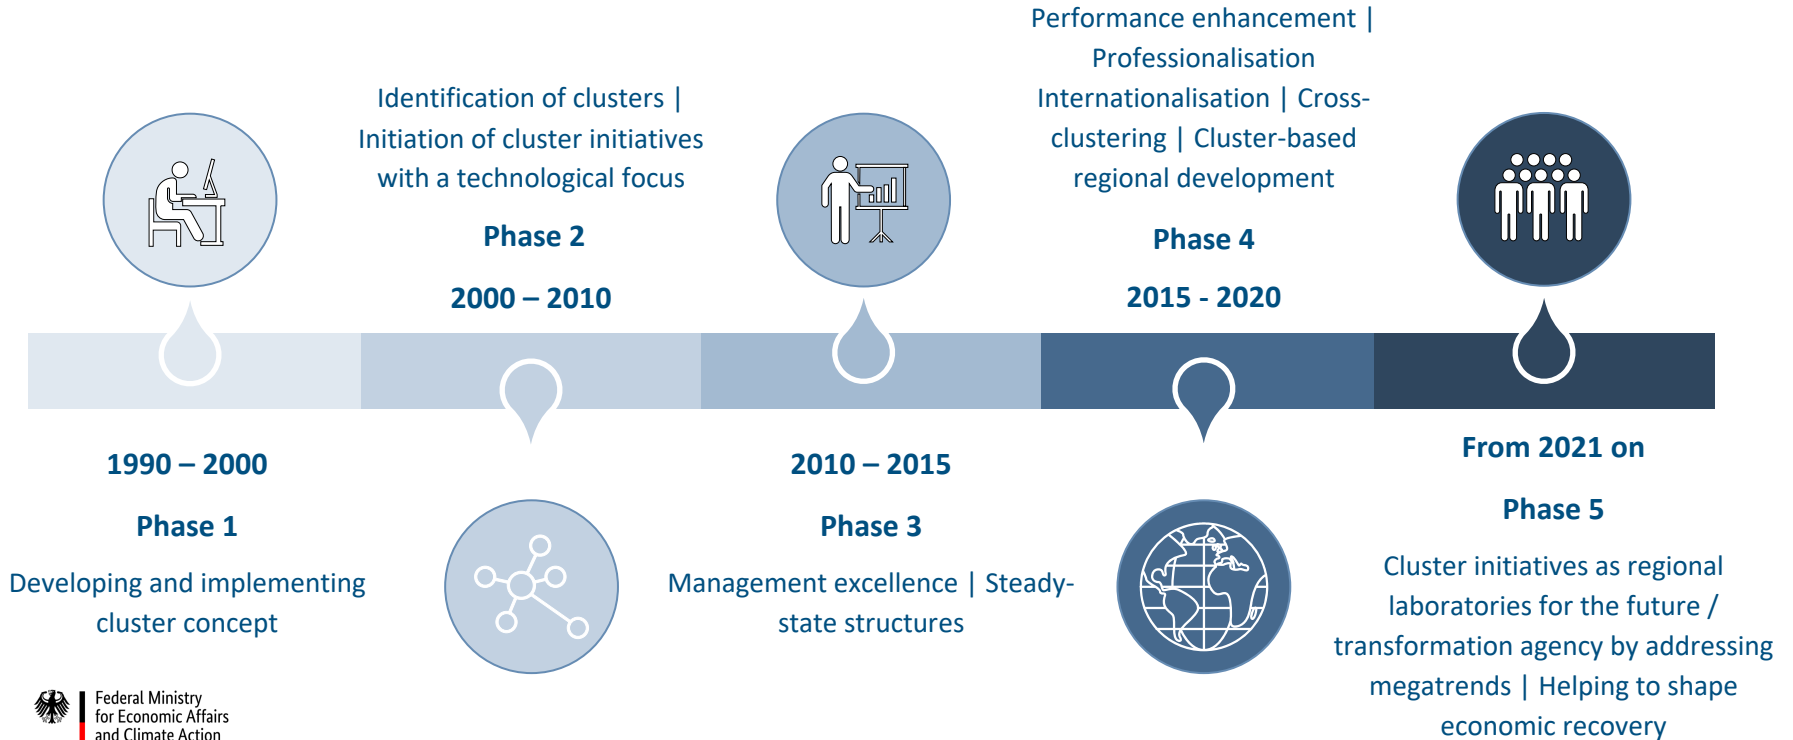 1990 – 2000
Phase 1
Developing and implementing
cluster concept
Identification of clusters |
Initiation of cluster initiatives
with a technological focus
Phase 2
2000 – 2010
2010 – 2015
Phase 3
Management excellence | Steady-
state structures
Performance enhancement |
Professionalisation
Internationalisation | Cross-
clustering | Cluster-based
regional development
Phase 4
2015 - 2020
From 2021 on
Phase 5
Cluster initiatives as regional
laboratories for the future /
transformation agency by addressing
megatrends | Helping to shape
economic recovery
Federal Ministry
for Economic Affairs
and Climate Action